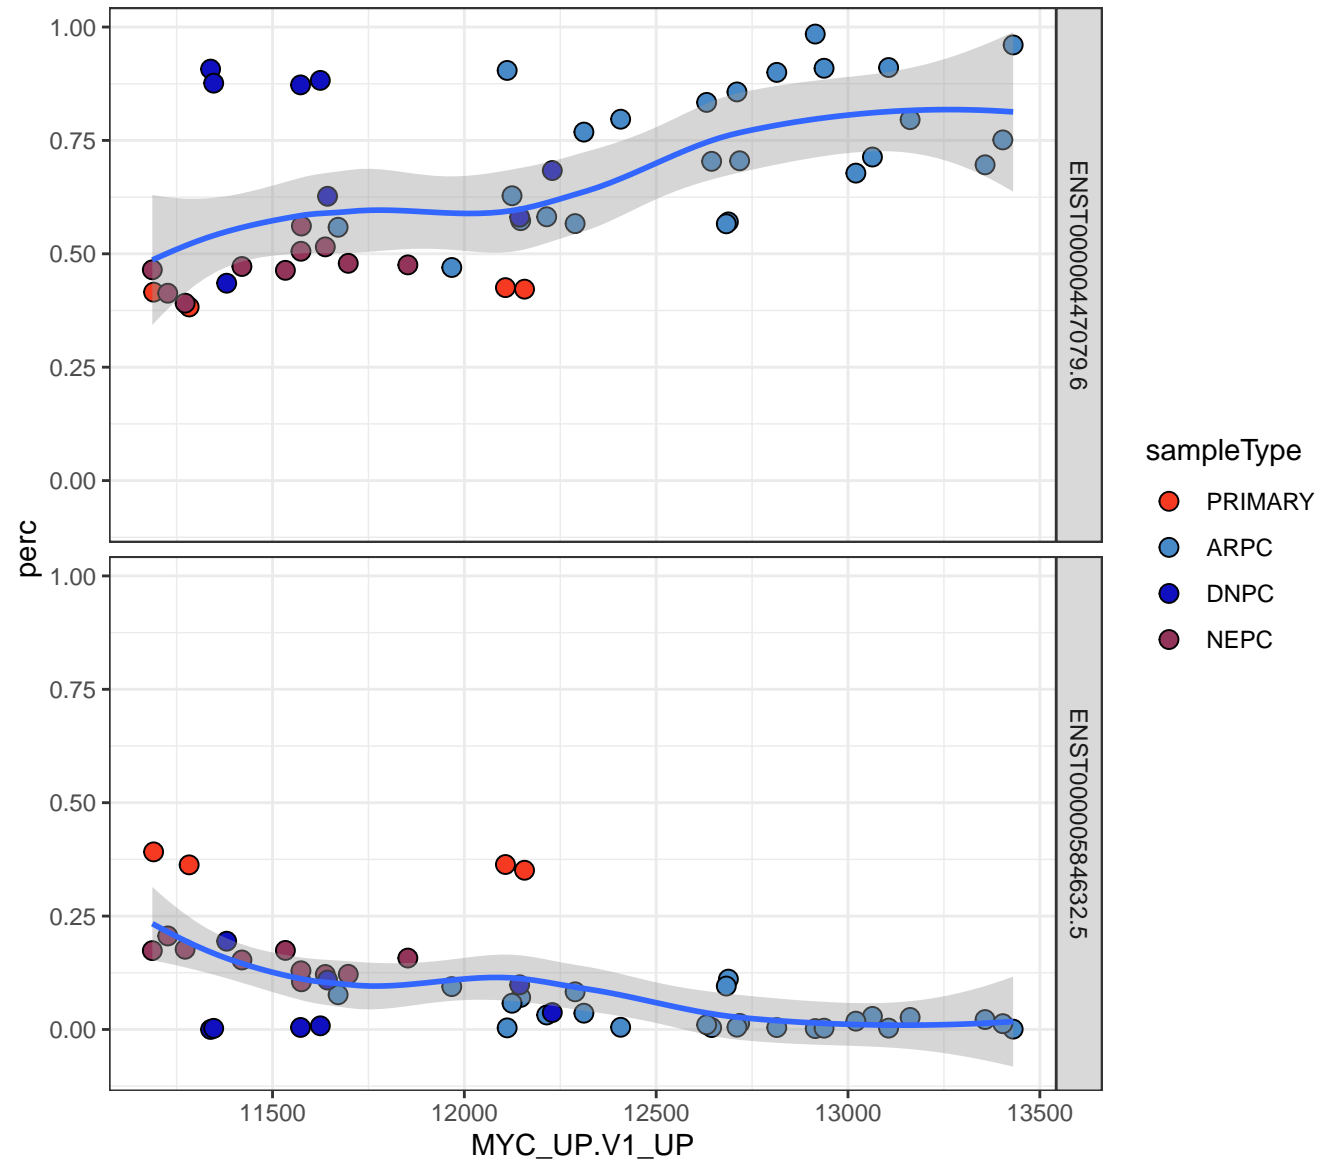 1.00
0.75
0.50
0.25
0.00
ENST00000447079.6
perc
1.00
0.75
0.50
0.25
0.00
ENST00000584632.5
11500
12000
12500
13000
13500
MYC_UP.V1_UP
sampleType
PRIMARY
ARPC
DNPC
NEPC